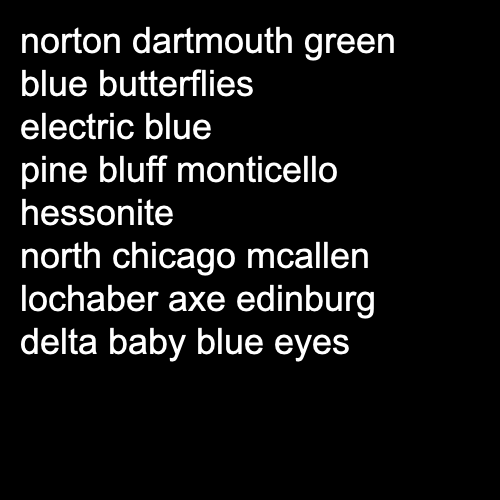 norton dartmouth green
blue butterflies
electric blue
pine bluff monticello
hessonite
north chicago mcallen
lochaber axe edinburg
delta baby blue eyes